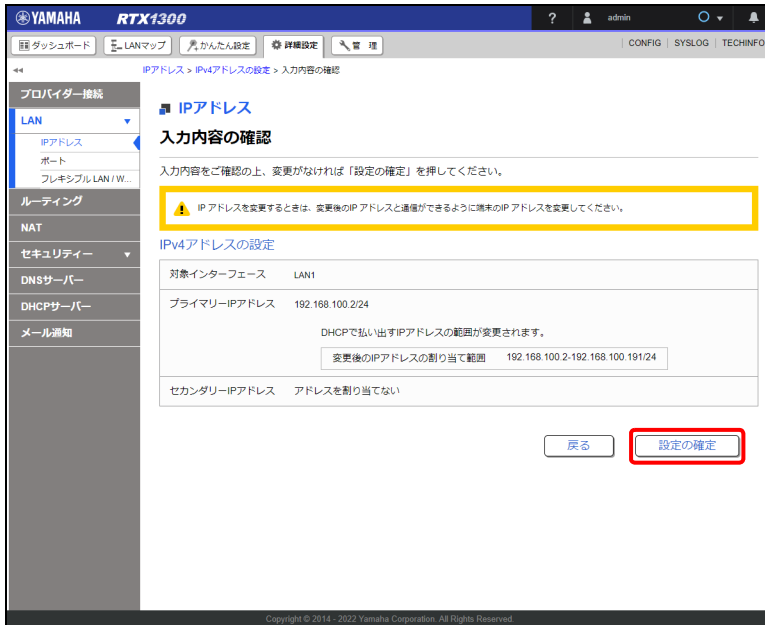 YAMAHA RTX1300 ? admin
ダッシュボード LANマップ かんたん設定 詳細設定 管 理 CONFIG SYSLOG TECHINFO
IPアドレス > IPv4アドレスの設定 > 入力内容の確認
プロバイダー接続
LAN
IPアドレス
ポート
フレキシブル LAN / W...
ルーティング
NAT
セキュリティー
DNSサーバー
DHCPサーバー
メール通知
IPアドレス
入力内容の確認
入力内容をご確認の上、変更がなければ「設定の確定」を押してください。
IP アドレスを変更するときは、変更後のIP アドレスと通信ができるように端末のIP アドレスを変更してください。
IPv4アドレスの設定
対象インターフェース LAN1
プライマリーIPアドレス 192.168.100.2/24
DHCPで払い出すIPアドレスの範囲が変更されます。
変更後のIPアドレスの割り当て範囲 192.168.100.2-192.168.100.191/24
セカンダリーIPアドレス アドレスを割り当てない
戻る 設定の確定
Copyright © 2014 - 2022 Yamaha Corporation. All Rights Reserved.